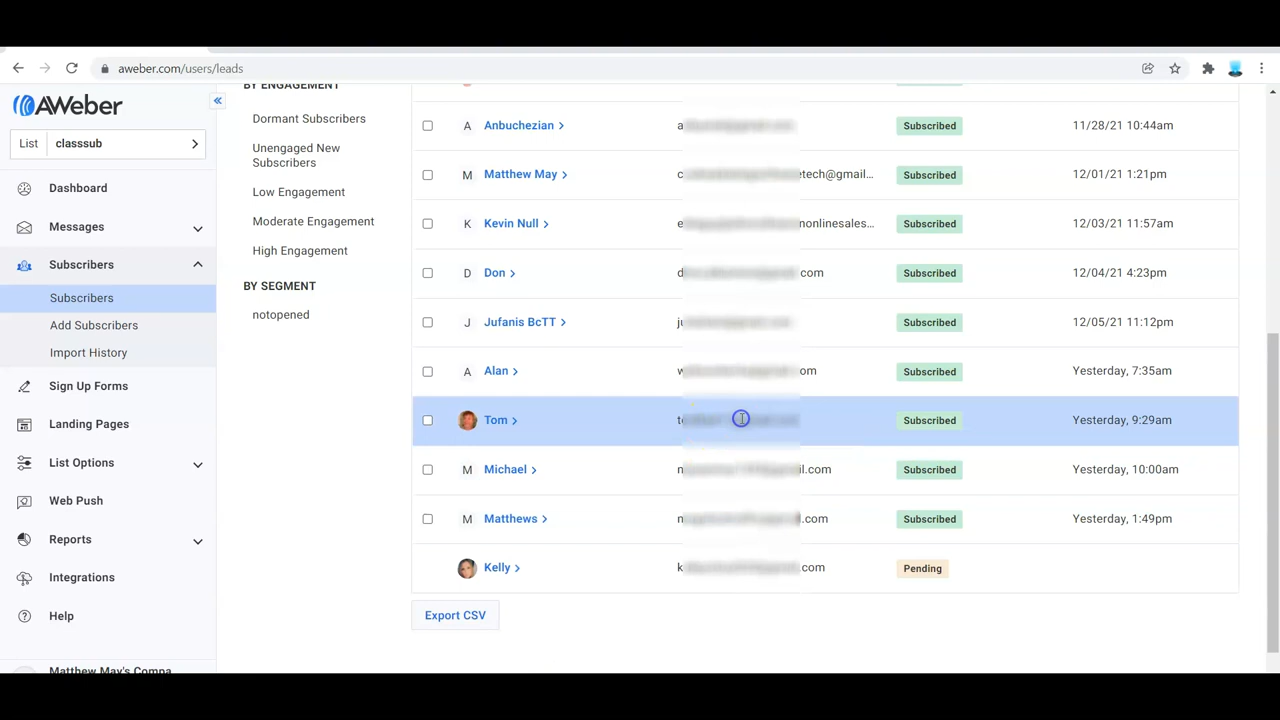 aweber.com/users/leads
AWeber
List classsub
Dashboard
Messages
Subscribers
Subscribers
Add Subscribers
Import History
Sign Up Forms
Landing Pages
List Options
Web Push
Reports
Integrations
Help
Matthew May's Compa
BY ENGAGEMENT
Dormant Subscribers
Unengaged New
Subscribers
Low Engagement
Moderate Engagement
High Engagement
BY SEGMENT
notopened
A Anbuchezian a Subscribed 11/28/21 10:44am
M Matthew May c etech@gmail... Subscribed 12/01/21 1:21pm
K Kevin Null e nonlinesales... Subscribed 12/03/21 11:57am
D Don d com Subscribed 12/04/21 4:23pm
J Jufanis BcTT ju Subscribed 12/05/21 11:12pm
A Alan w om Subscribed Yesterday, 7:35am
Tom Subscribed Yesterday, 9:29am
M Michael il.com Subscribed Yesterday, 10:00am
M Matthews .com Subscribed Yesterday, 1:49pm
Kelly k .com Pending
Export CSV